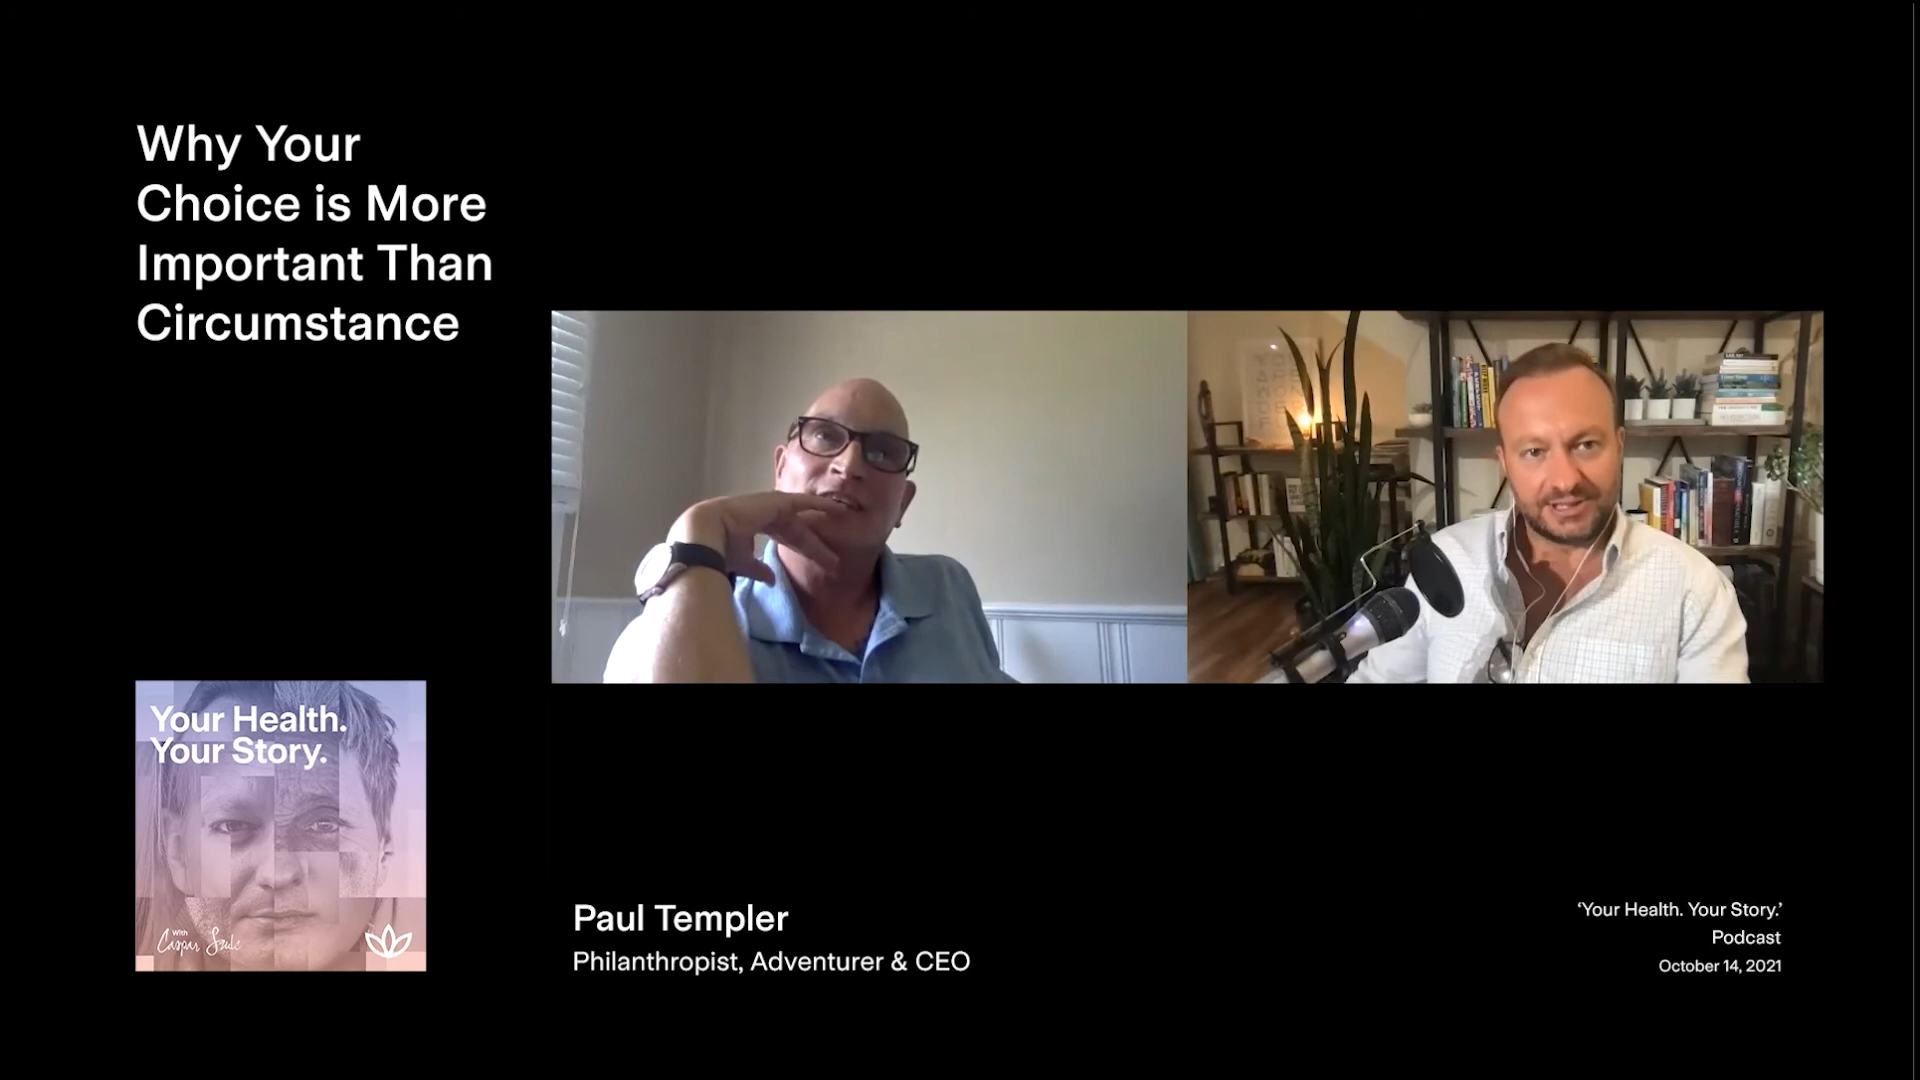 Why Your
Choice is More
Important Than
Circumstance
Your Health.
Your Story.
With
Paul Templer
Philanthropist, Adventurer & CEO
‘Your Health. Your Story.’
Podcast
October 14, 2021